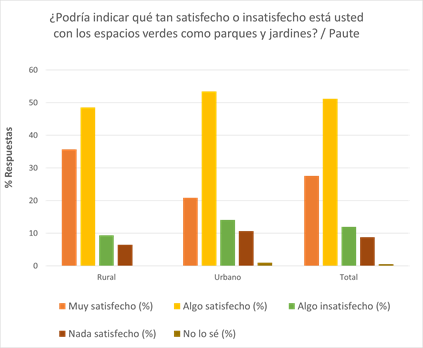 ¿Podría indicar qué tan satisfecho o insatisfecho está usted
con los espacios verdes como parques y jardines? / Paute
% Respuestas
60
50
40
30
20
10
0
Rural Urbano Total
Muy satisfecho (%) Algo satisfecho (%) Algo insatisfecho (%)
Nada satisfecho (%) No lo sé (%)